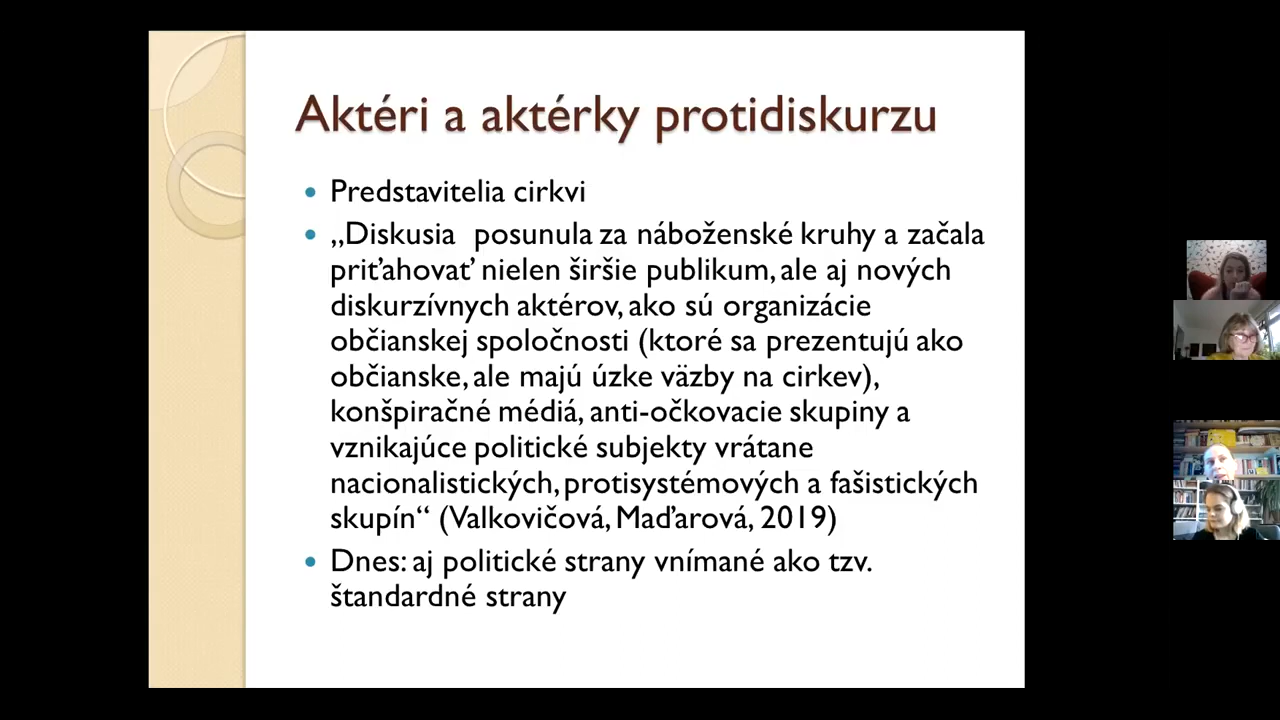 Aktéri a aktérky protidiskurzu
Predstavitelia cirkvi
„Diskusia posunula za náboženské kruhy a začala
priťahovať nielen širšie publikum, ale aj nových
diskurzívnych aktérov, ako sú organizácie
občianskej spoločnosti (ktoré sa prezentujú ako
občianske, ale majú úzke väzby na cirkev),
konšpiračné médiá, anti-očkovacie skupiny a
vznikajúce politické subjekty vrátane
nacionalistických, protisystémových a fašistických
skupín“ (Valkovičová, Maďarová, 2019)
Dnes: aj politické strany vnímané ako tzv.
štandardné strany